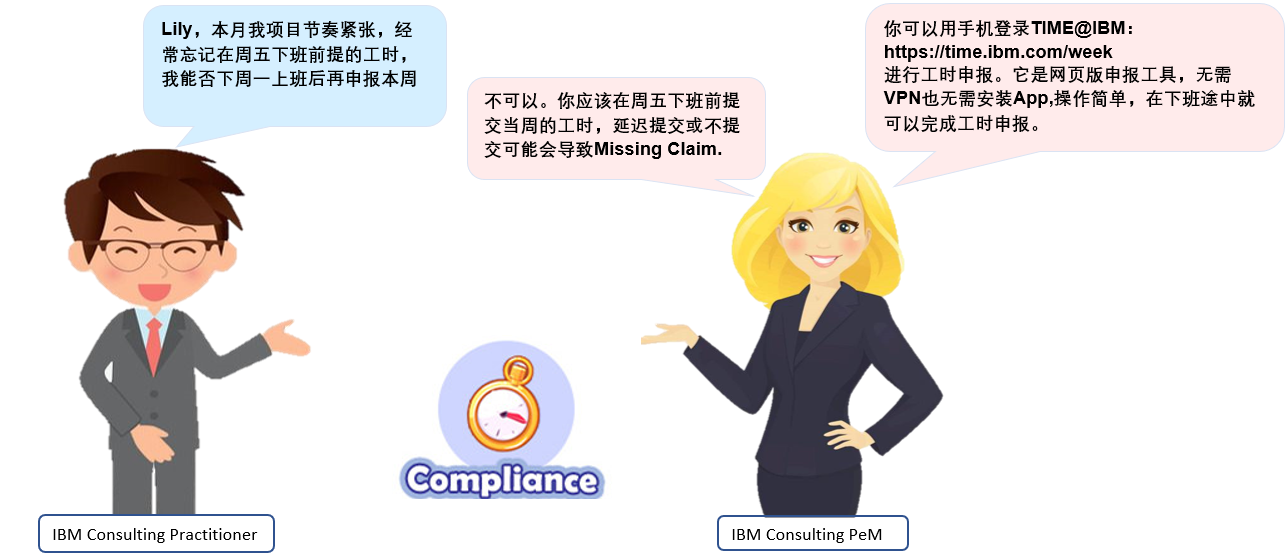 Lily，本月我项目节奏紧张，经
常忘记在周五下班前提的工时，
我能否下周一上班后再申报本周
不可以。你应该在周五下班前提
交当周的工时，延迟提交或不提
交可能会导致Missing Claim.
你可以用手机登录TIME@IBM：
https://time.ibm.com/week
进行工时申报。它是网页版申报工具，无需
VPN也无需安装App,操作简单，在下班途中就
可以完成工时申报。
Compliance
IBM Consulting Practitioner
IBM Consulting PeM